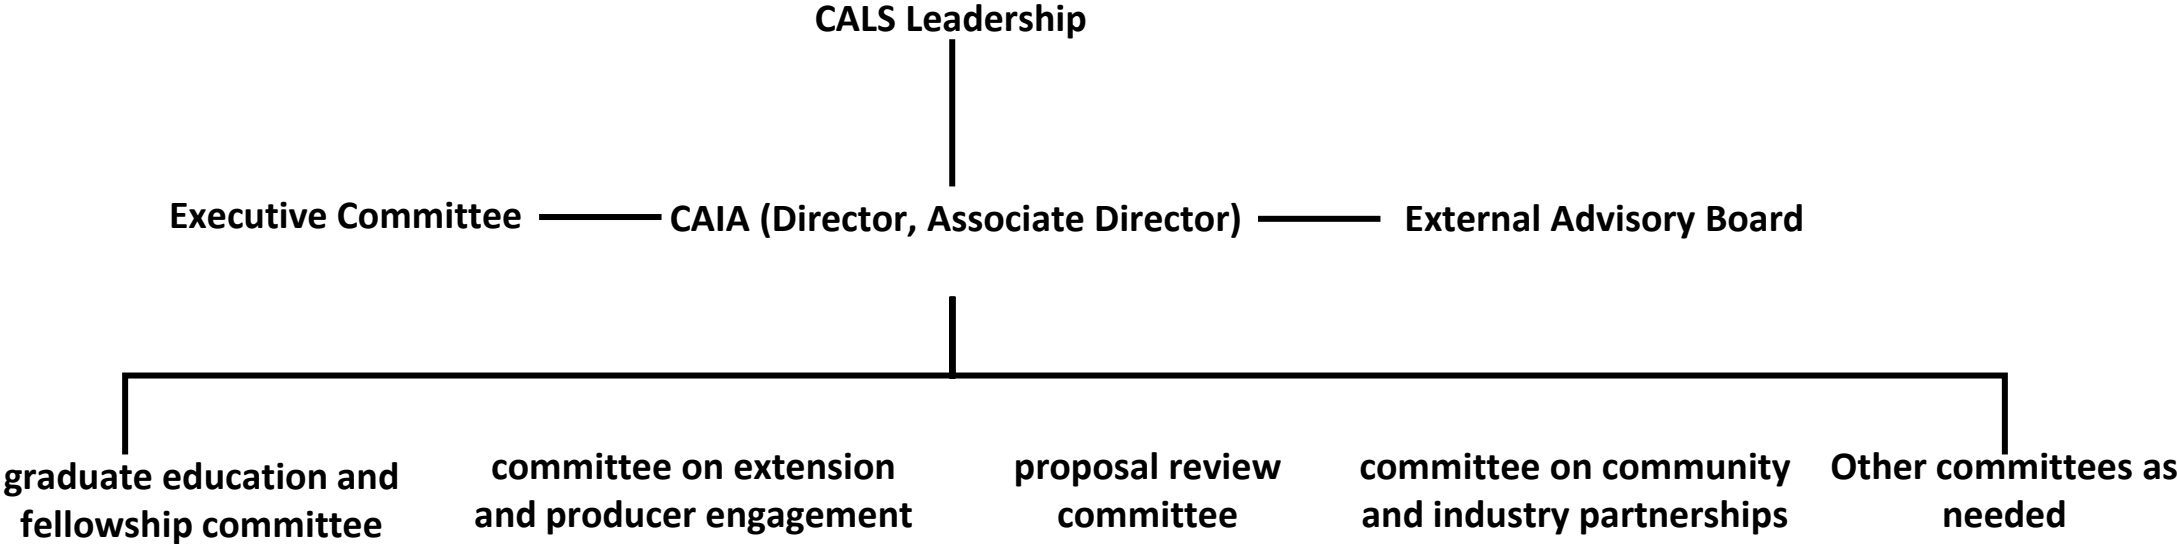 CALS Leadership
Executive Committee
CAIA (Director, Associate Director)
External Advisory Board
graduate education and
fellowship committee
committee on extension
and producer engagement
proposal review
committee
committee on community
and industry partnerships
Other committees as
needed